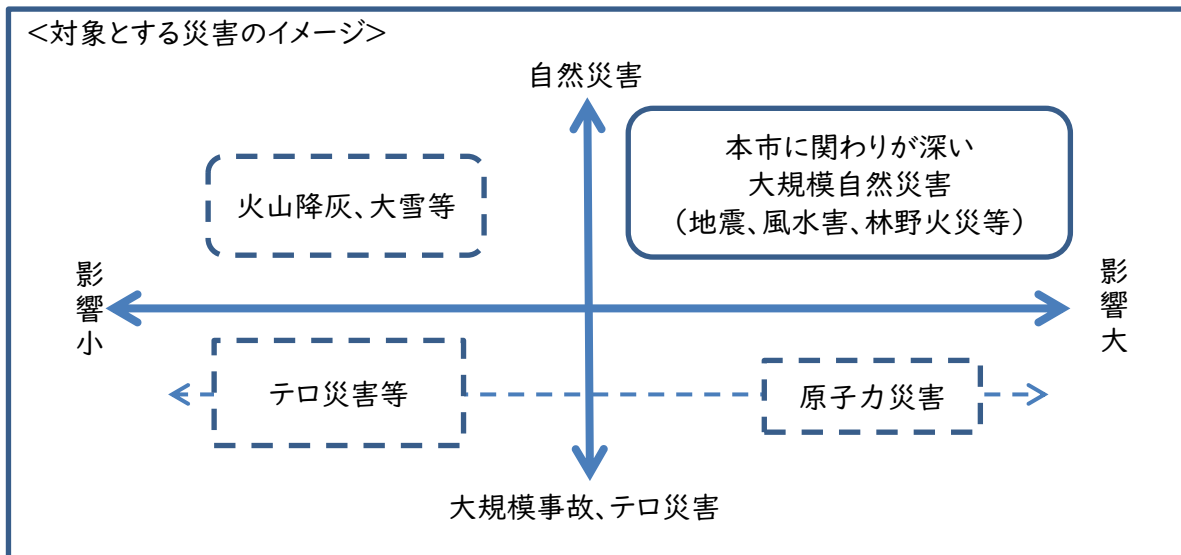 <対象とする災害のイメージ>
自然災害
本市に関わりが深い
大規模自然災害
(地震、風水害、林野火災等)
火山降灰、大雪等
影響小
影響大
テロ災害等
原子力災害
大規模事故、テロ災害